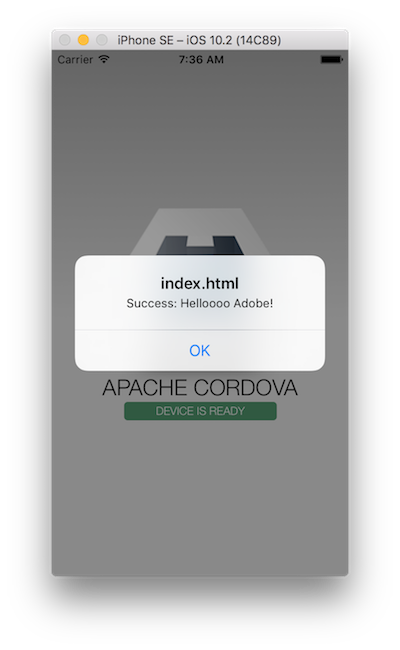 iPhone SE – iOS 10.2 (14C89)
Carrier 7:36 AM
index.html
Success: Helloooo Adobe!
OK
APACHE CORDOVA
DEVICE IS READY